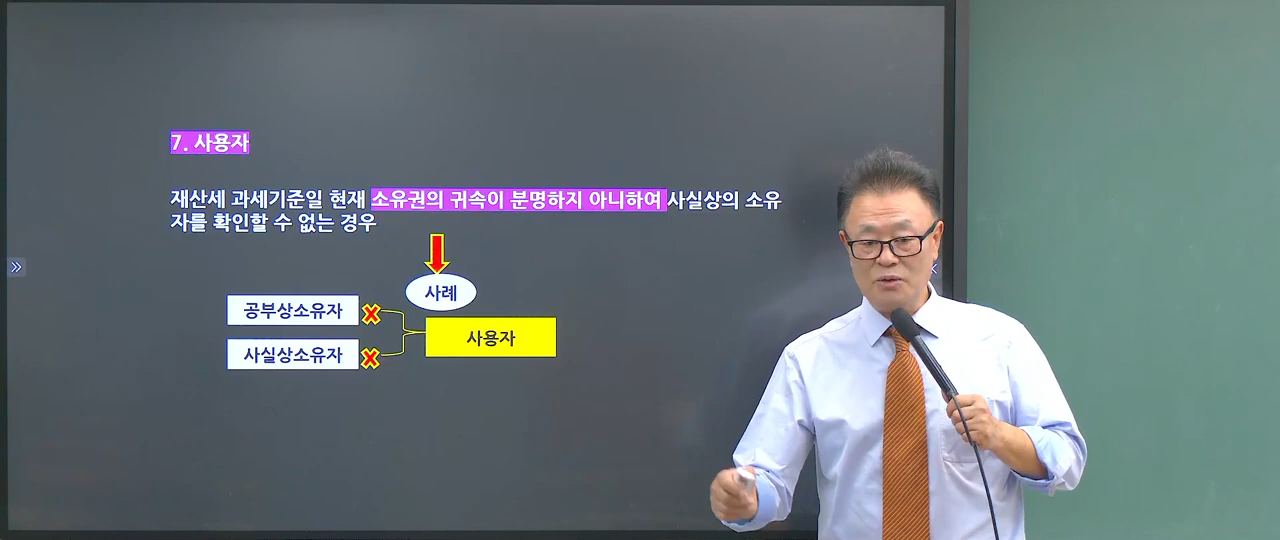 7. 사용자
재산세 과세기준일 현재 소유권의 귀속이 분명하지 아니하여 사실상의 소유
자를 확인할 수 없는 경우
사례
공부상소유자
사용자
사실상소유자